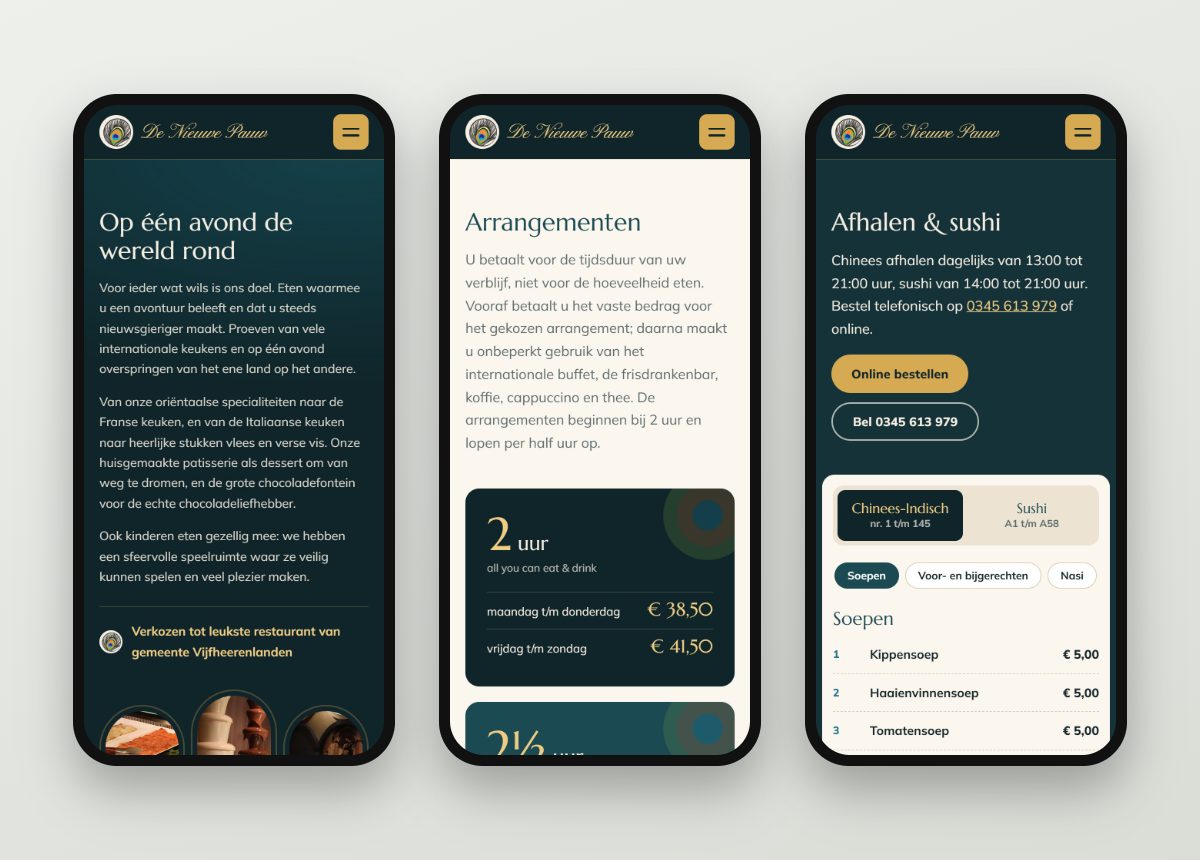 De Nieuwe Pauw
Op één avond de
wereld rond
Voor ieder wat wils is ons doel. Eten waarmee
u een avontuur beleeft en dat u steeds
nieuwsgieriger maakt. Proeven van vele
internationale keukens en op één avond
overspringen van het ene land op het andere.
Van onze oriëntaalse specialiteiten naar de
Franse keuken, en van de Italiaanse keuken
naar heerlijke stukken vlees en verse vis. Onze
huisgemaakte patisserie als dessert om van
weg te dromen, en de grote chocoladefontein
voor de echte chocoladeliefhebber.
Ook kinderen eten gezellig mee: we hebben
een sfeervolle speelruimte waar ze veilig
kunnen spelen en veel plezier maken.
Verkozen tot leukste restaurant van
gemeente Vijfheerenlanden
De Nieuwe Pauw
Arrangementen
U betaalt voor de tijdsduur van uw
verblijf, niet voor de hoeveelheid eten.
Vooraf betaalt u het vaste bedrag voor
het gekozen arrangement; daarna maakt
u onbeperkt gebruik van het
internationale buffet, de frisdrankenbar,
koffie, cappuccino en thee. De
arrangementen beginnen bij 2 uur en
lopen per half uur op.
2 uur
all you can eat & drink
maandag t/m donderdag € 38,50
vrijdag t/m zondag € 41,50
2½ uur
De Nieuwe Pauw
Afhalen & sushi
Chinees afhalen dagelijks van 13:00 tot
21:00 uur, sushi van 14:00 tot 21:00 uur.
Bestel telefonisch op 0345 613 979 of
online.
Online bestellen
Bel 0345 613 979
Chinees-Indisch
nr. 1 t/m 145
Sushi
A1 t/m A58
Soepen Voor- en bijgerechten Nasi
Soepen
1 Kippensoep € 5,00
2 Haaienvinnensoep € 5,00
3 Tomatensoep € 5,00